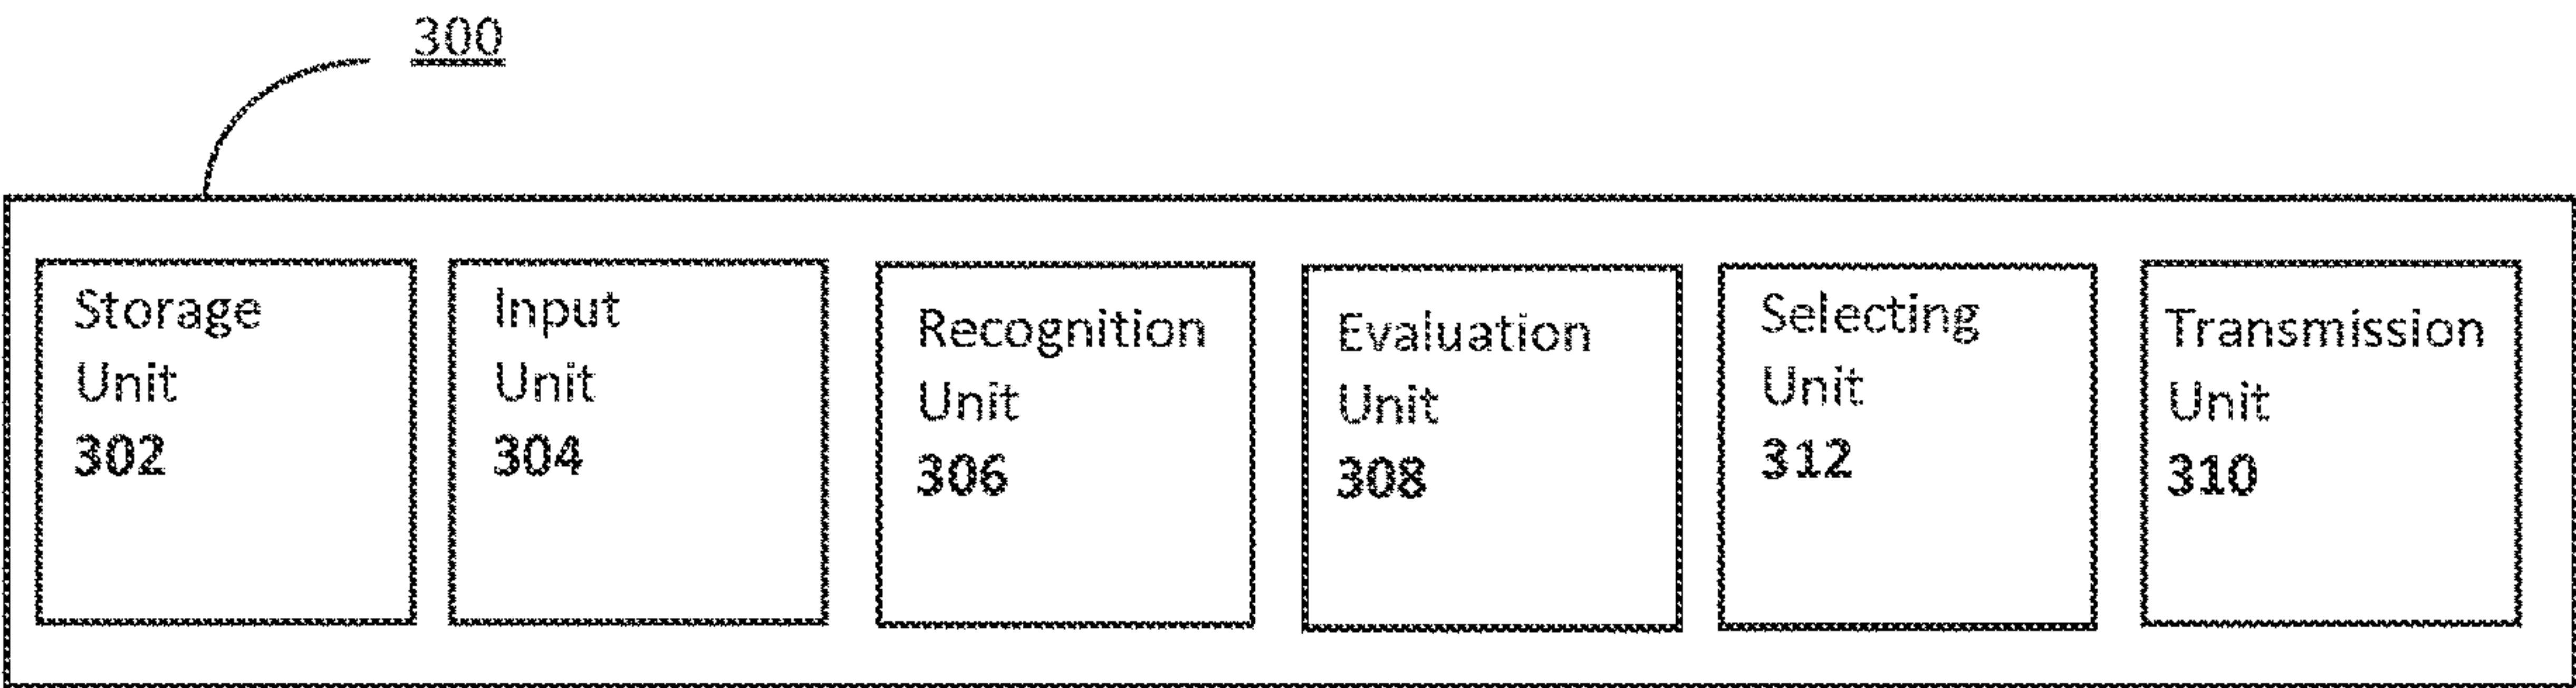 300
Storage
Unit
302
Input
Unit
304
Recognition
Unit
306
Evaluation
Unit
308
Selecting
Unit
312
Transmission
Unit
310